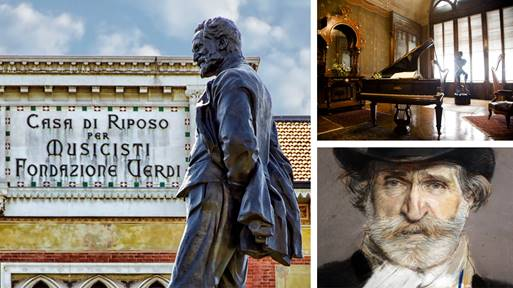 CASA DI RIPOSO
PER
MUSICISTI
FONDAZIONE VERDI